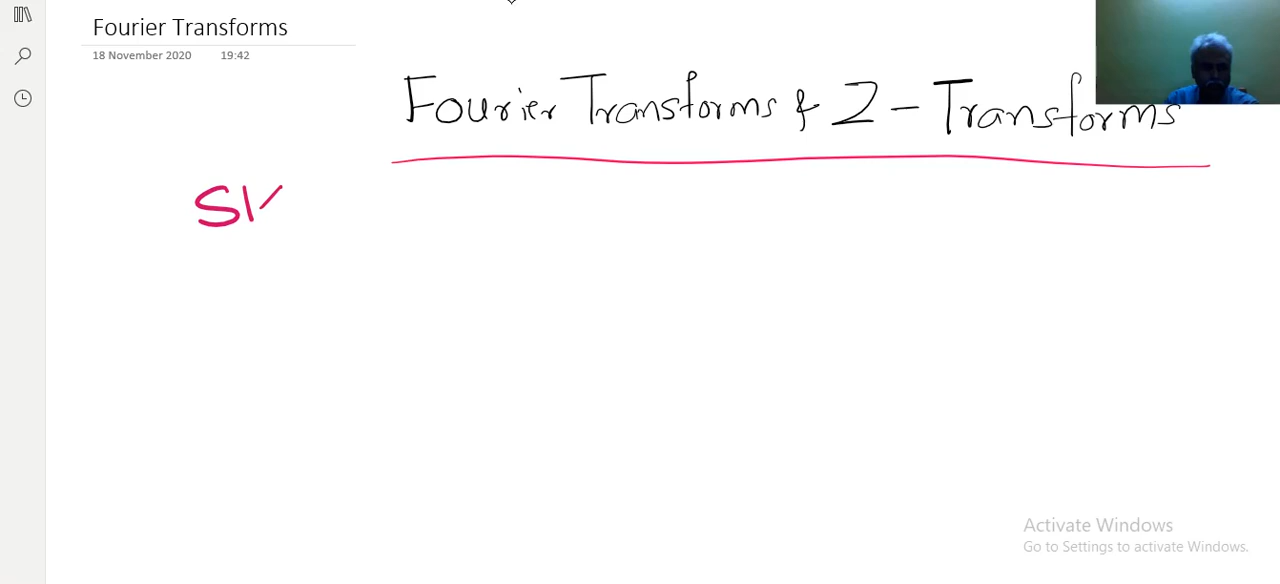 Fourier Transforms
18 November 2020 19:42
Fourier Transforms & Z - Transforms
Activate Windows
Go to Settings to activate Windows.